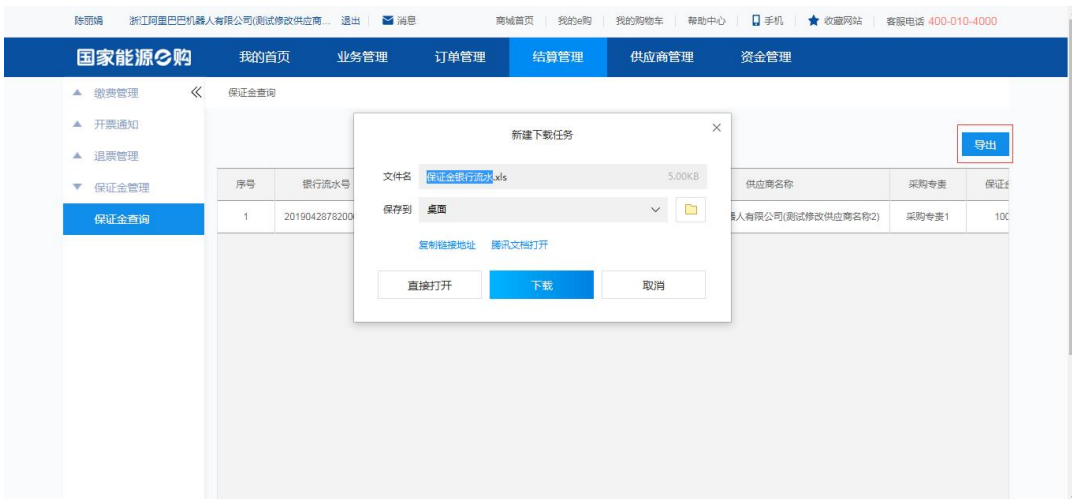 陈丽娟 浙江阿里巴巴机器人有限公司(测试修改供应商... 退出 消息 商城首页 我的e购 我的购物车 帮助中心 手机 收藏网站 客服电话 400-010-4000
国家能源e购 我的首页 业务管理 订单管理 结算管理 供应商管理 资金管理
缴费管理 保证金查询
开票通知
退票管理
保证金管理
保证金查询
导出
序号 银行流水号 供应商名称 采购专责 保证金
1 2019042878200 人有限公司(测试修改供应商名称2) 采购专责1 100
新建下载任务
文件名 保证金银行流水.xls 5.00KB
保存到 桌面
复制链接地址 腾讯文档打开
直接打开 下载 取消